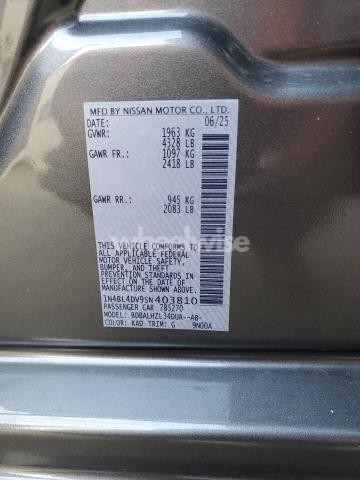 MFD BY NISSAN MOTOR CO., LTD.
DATE: 06/25
GVWR: 1963 KG
4328 LB
GAWR FR.: 1097 KG
2418 LB
GAWR RR.: 945 KG
2083 LB
THIS VEHICLE CONFORMS TO
ALL APPLICABLE FEDERAL
MOTOR VEHICLE SAFETY,
BUMPER, AND THEFT
PREVENTION STANDARDS
IN EFFECT ON THE DATE OF
MANUFACTURE SHOWN ABOVE.
1N4BL4DV9SN403810
PASSENGER CAR 785270
MODEL: BDBALHZL34DUA--AB-
COLOR: KAD TRIM: G 9N00A